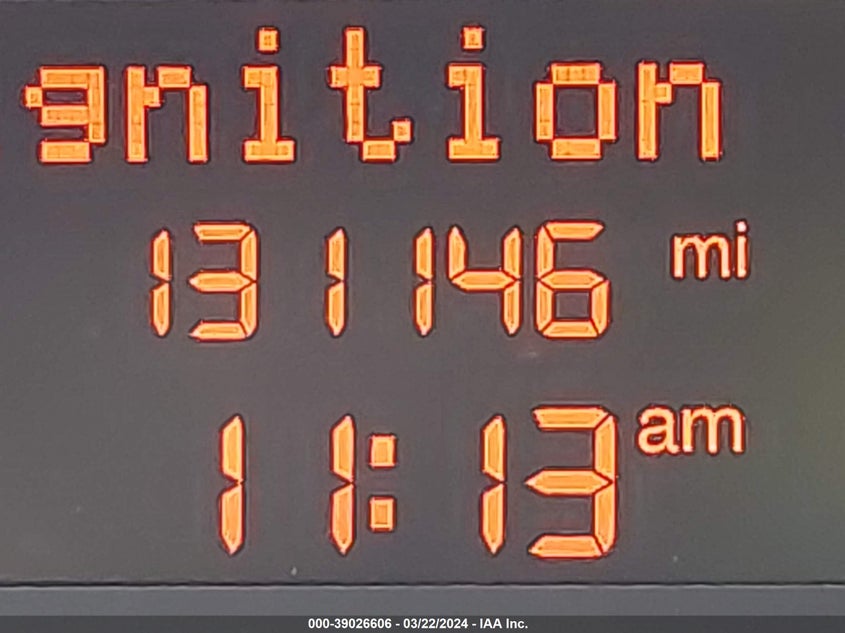 gnition
131146 mi
11:13 am
000-39026606 - 03/22/2024 - IAA Inc.